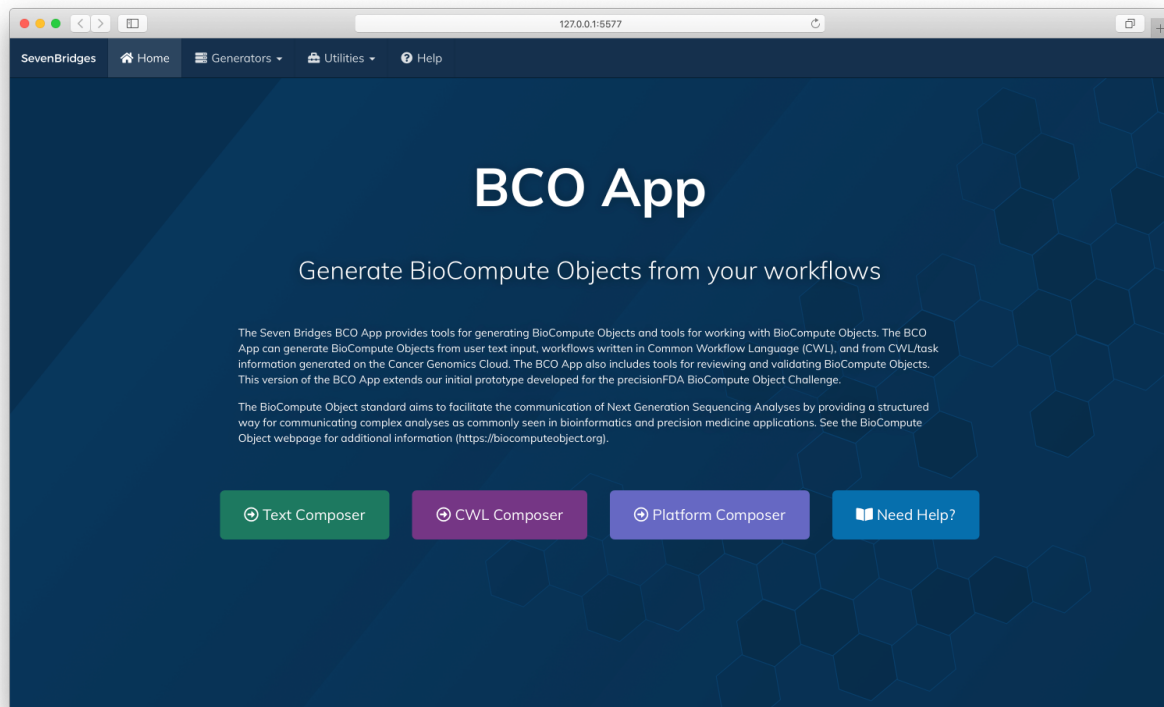 127.0.0.1:5577
SevenBridges Home Generators Utilities Help
BCO App
Generate BioCompute Objects from your workflows
The Seven Bridges BCO App provides tools for generating BioCompute Objects and tools for working with BioCompute Objects. The BCO
App can generate BioCompute Objects from user text input, workflows written in Common Workflow Language (CWL), and from CWL/task
information generated on the Cancer Genomics Cloud. The BCO App also includes tools for reviewing and validating BioCompute Objects.
This version of the BCO App extends our initial prototype developed for the precisionFDA BioCompute Object Challenge.
The BioCompute Object standard aims to facilitate the communication of Next Generation Sequencing Analyses by providing a structured
way for communicating complex analyses as commonly seen in bioinformatics and precision medicine applications. See the BioCompute
Object webpage for additional information (https://biocomputeobject.org).
Text Composer CWL Composer Platform Composer Need Help?